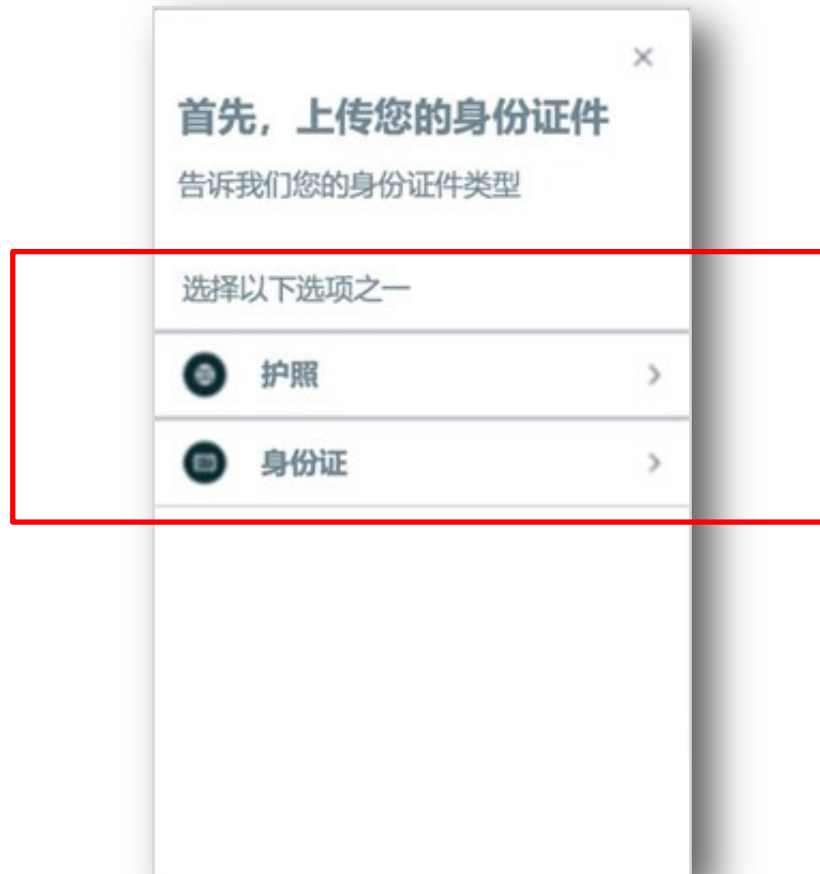 首先，上传您的身份证件
告诉我们您的身份证件类型
选择以下选项之一
护照
身份证